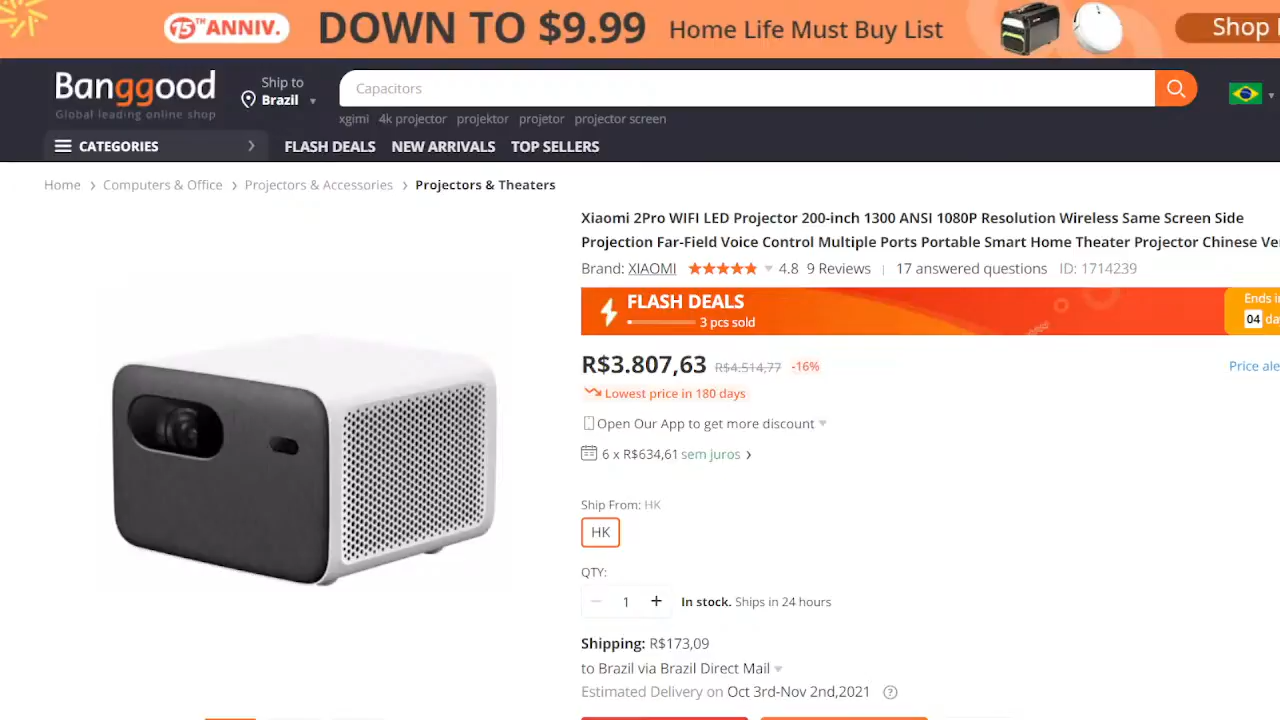 15TH ANNIV. DOWN TO $9.99 Home Life Must Buy List Shop
Banggood
Global leading online shop
Ship to
Brazil
Capacitors
xgimi 4k projector projektor projetor projector screen
CATEGORIES FLASH DEALS NEW ARRIVALS TOP SELLERS
Home > Computers & Office > Projectors & Accessories > Projectors & Theaters
Xiaomi 2Pro WIFI LED Projector 200-inch 1300 ANSI 1080P Resolution Wireless Same Screen Side
Projection Far-Field Voice Control Multiple Ports Portable Smart Home Theater Projector Chinese Ve
Brand: XIAOMI 4.8 9 Reviews | 17 answered questions ID: 1714239
FLASH DEALS
3 pcs sold
Ends i
04 da
R$3.807,63 R$4.514,77 -16%
Price ale
Lowest price in 180 days
Open Our App to get more discount
6 x R$634,61 sem juros >
Ship From: HK
HK
QTY:
− 1 + In stock. Ships in 24 hours
Shipping: R$173,09
to Brazil via Brazil Direct Mail
Estimated Delivery on Oct 3rd-Nov 2nd,2021 ?